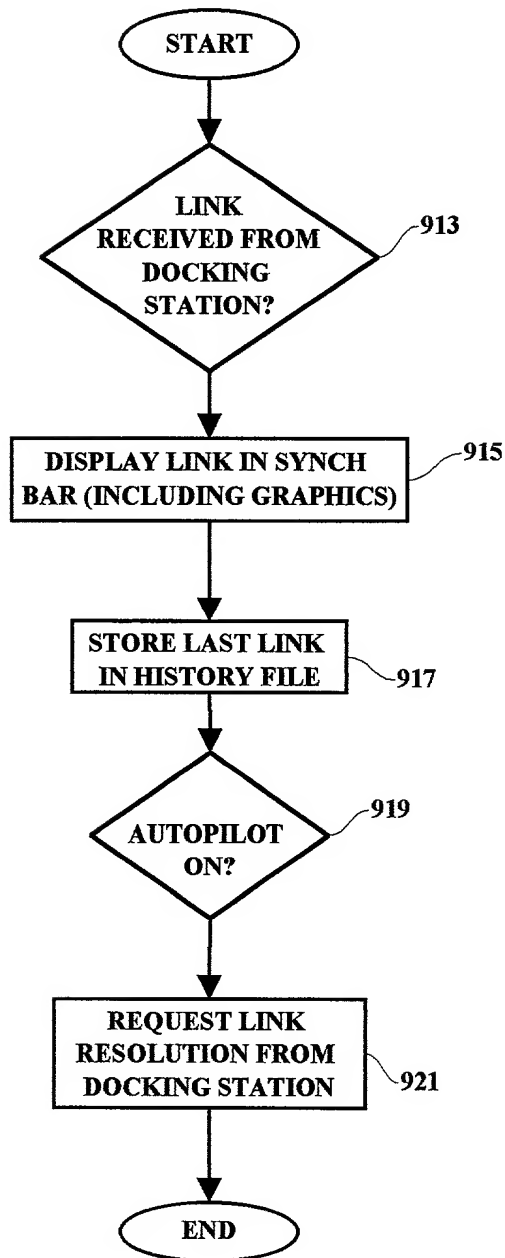 START
LINK
RECEIVED FROM
DOCKING
STATION?
913
DISPLAY LINK IN SYNCH
BAR (INCLUDING GRAPHICS)
915
STORE LAST LINK
IN HISTORY FILE
917
AUTOPILOT
ON?
919
REQUEST LINK
RESOLUTION FROM
DOCKING STATION
921
END